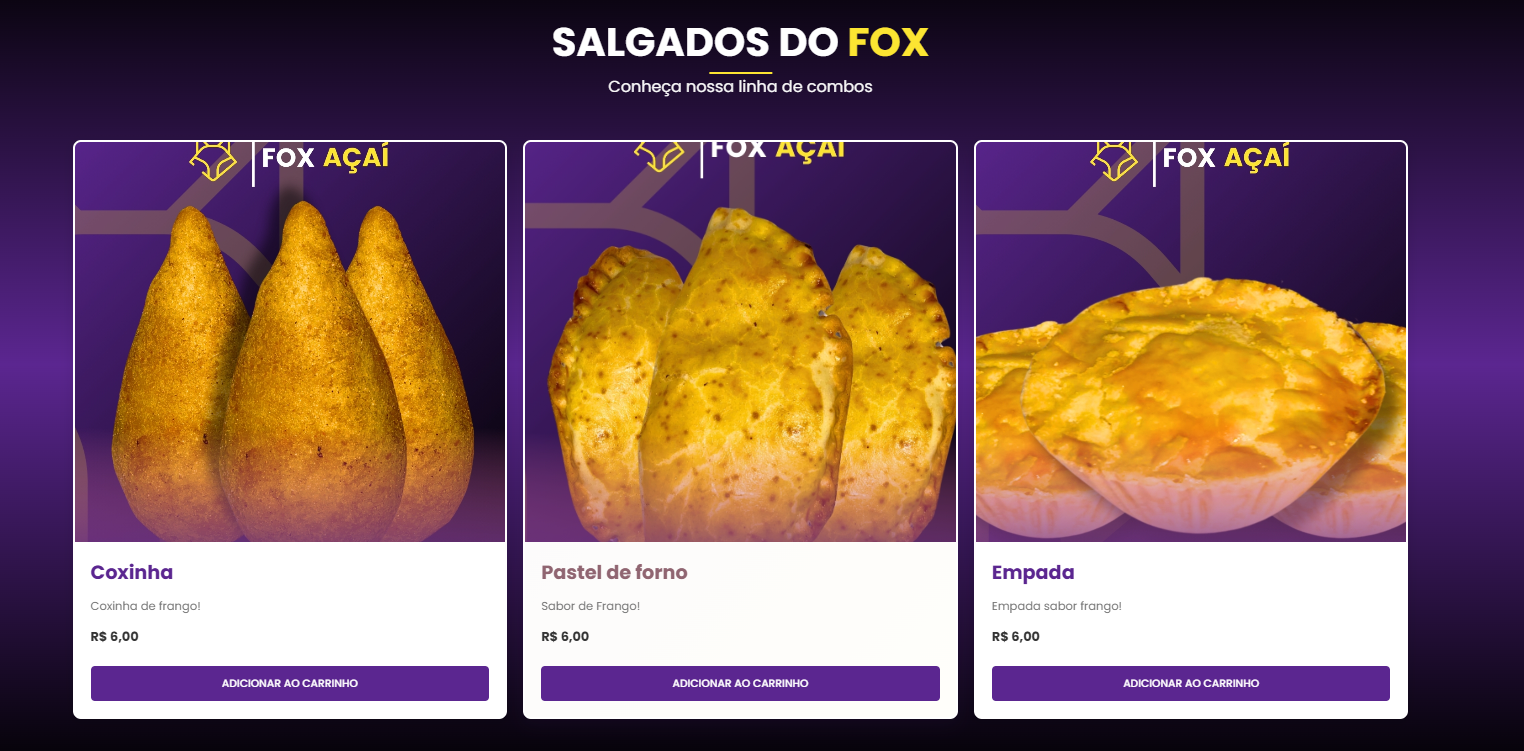 SALGADOS DO FOX
Conheça nossa linha de combos
FOX AÇAÍ
FOX AÇAÍ
FOX AÇAÍ
Coxinha
Coxinha de frango!
R$ 6,00
ADICIONAR AO CARRINHO
Pastel de forno
Sabor de Frango!
R$ 6,00
ADICIONAR AO CARRINHO
Empada
Empada sabor frango!
R$ 6,00
ADICIONAR AO CARRINHO